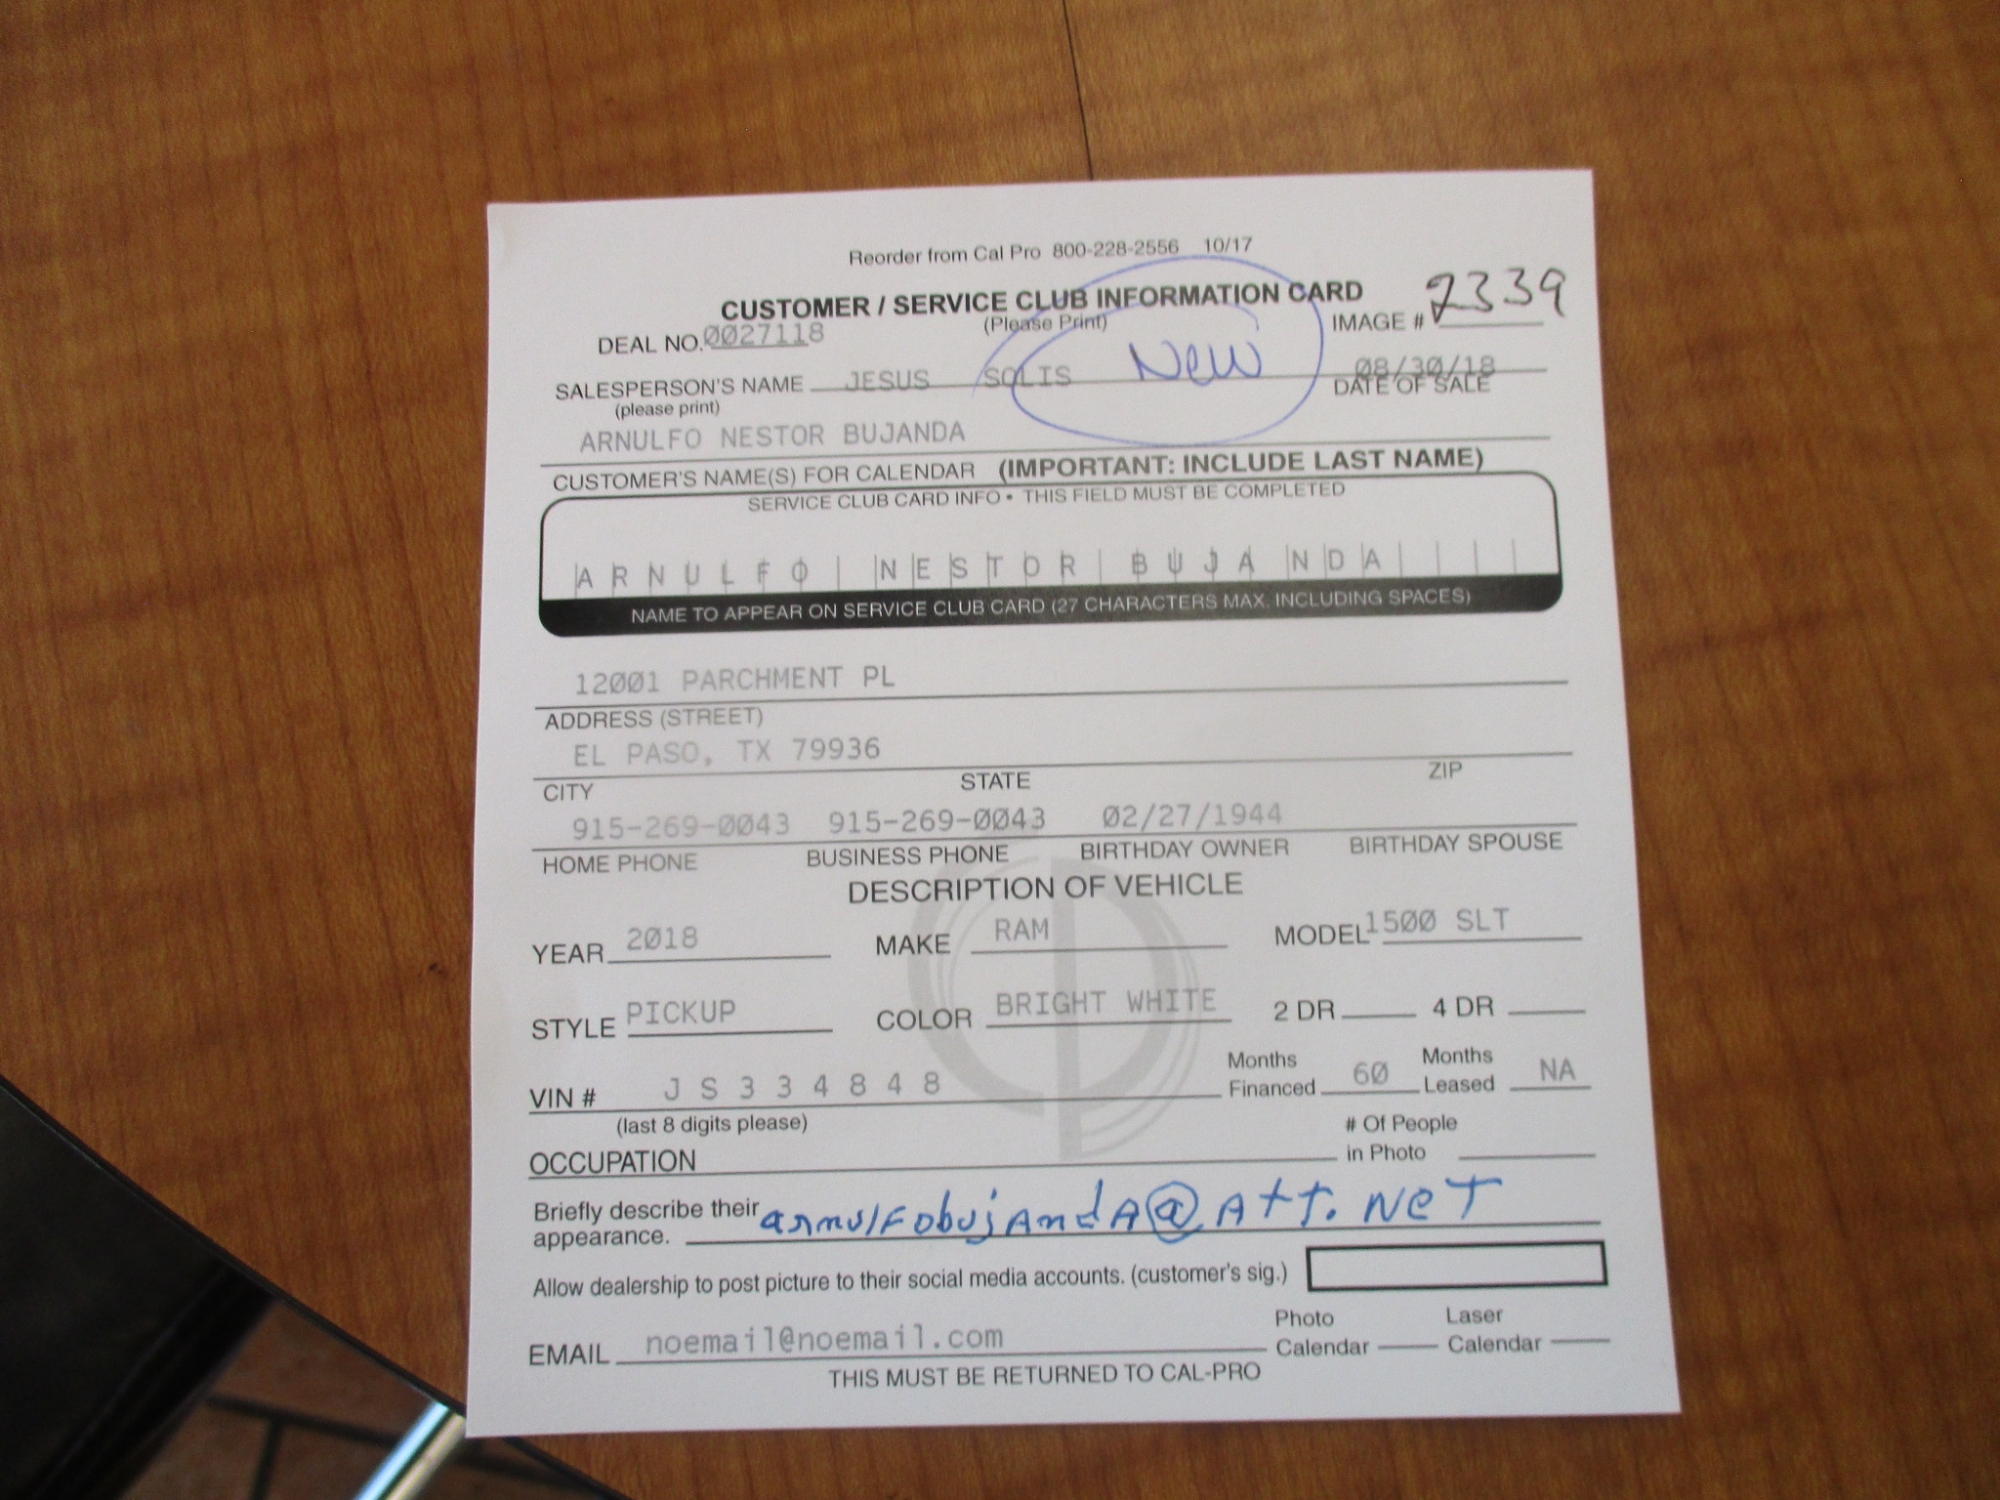 Reorder from Cal Pro 800-228-2556 10/17
CUSTOMER / SERVICE CLUB INFORMATION CARD
(Please Print)
IMAGE # 2339
DEAL NO. 0027118
SALESPERSON'S NAME JESUS SOLIS New 08/30/18
(please print) DATE OF SALE
ARNULFO NESTOR BUJANDA
CUSTOMER'S NAME(S) FOR CALENDAR (IMPORTANT: INCLUDE LAST NAME)
SERVICE CLUB CARD INFO • THIS FIELD MUST BE COMPLETED
ARNULFO NESTOR BUJANDA
NAME TO APPEAR ON SERVICE CLUB CARD (27 CHARACTERS MAX. INCLUDING SPACES)
12001 PARCHMENT PL
ADDRESS (STREET)
EL PASO, TX 79936
CITY STATE ZIP
915-269-0043 915-269-0043 02/27/1944
HOME PHONE BUSINESS PHONE BIRTHDAY OWNER BIRTHDAY SPOUSE
DESCRIPTION OF VEHICLE
YEAR 2018 MAKE RAM MODEL 1500 SLT
STYLE PICKUP COLOR BRIGHT WHITE 2 DR 4 DR
VIN # JS334848 Months Financed 60 Months Leased NA
(last 8 digits please)
OCCUPATION # Of People in Photo
Briefly describe their appearance. arnulFobujAndA@Att.NeT
Allow dealership to post picture to their social media accounts. (customer's sig.)
EMAIL noemail@noemail.com Photo Calendar Laser Calendar
THIS MUST BE RETURNED TO CAL-PRO